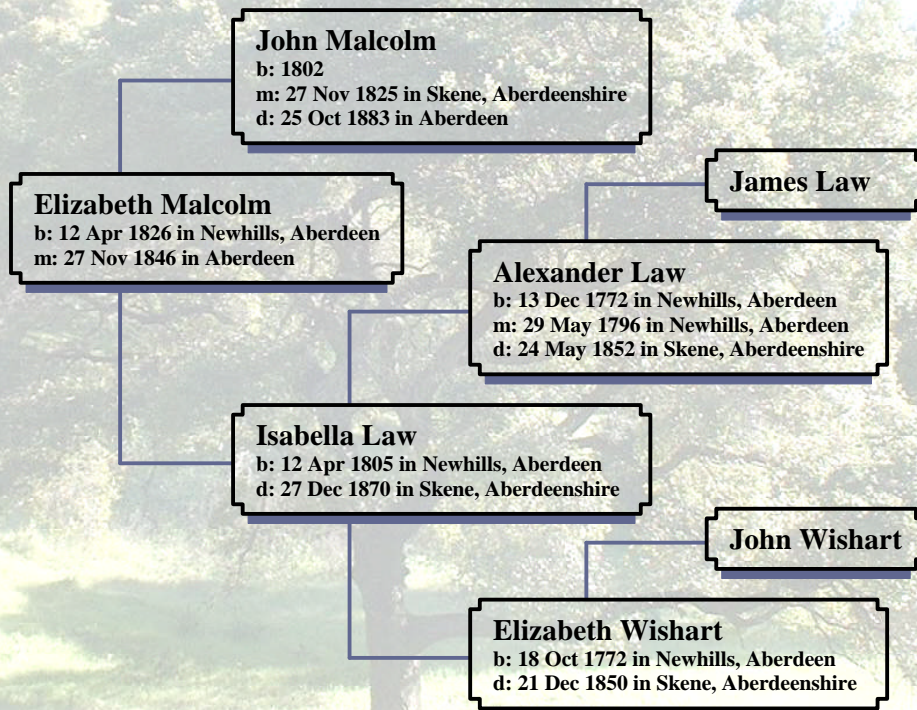 John Malcolm
b: 1802
m: 27 Nov 1825 in Skene, Aberdeenshire
d: 25 Oct 1883 in Aberdeen
James Law
Elizabeth Malcolm
b: 12 Apr 1826 in Newhills, Aberdeen
m: 27 Nov 1846 in Aberdeen
Alexander Law
b: 13 Dec 1772 in Newhills, Aberdeen
m: 29 May 1796 in Newhills, Aberdeen
d: 24 May 1852 in Skene, Aberdeenshire
Isabella Law
b: 12 Apr 1805 in Newhills, Aberdeen
d: 27 Dec 1870 in Skene, Aberdeenshire
John Wishart
Elizabeth Wishart
b: 18 Oct 1772 in Newhills, Aberdeen
d: 21 Dec 1850 in Skene, Aberdeenshire